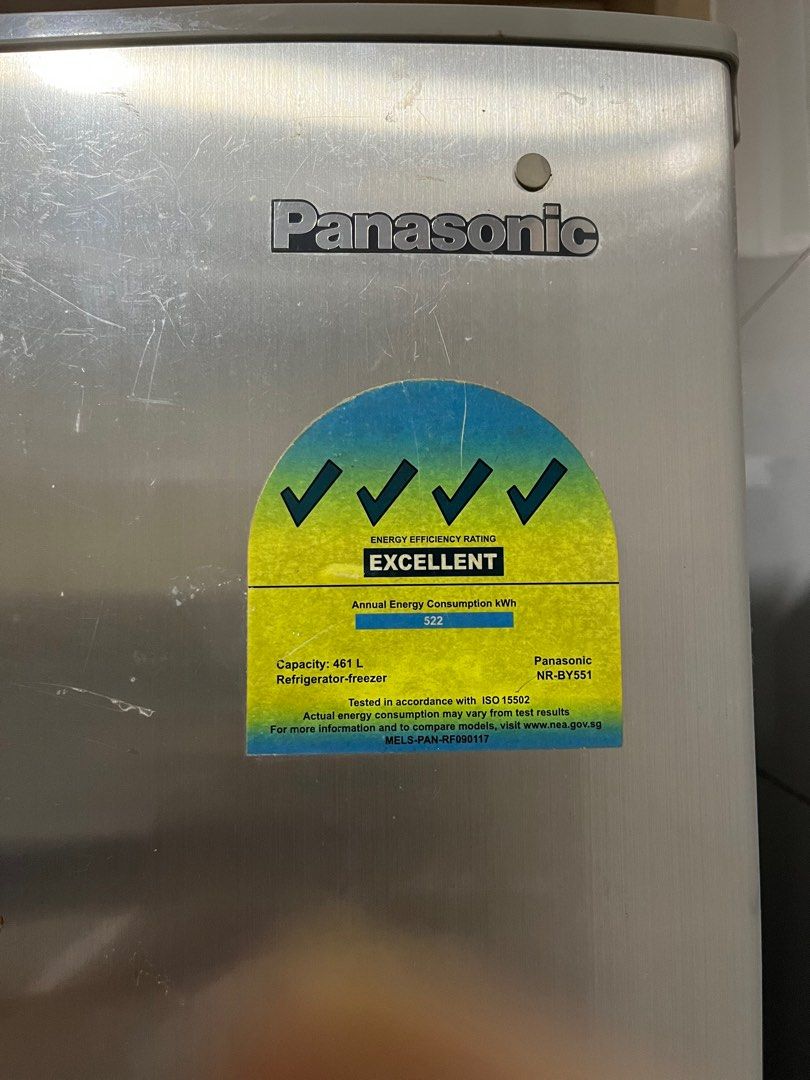 Panasonic
ENERGY EFFICIENCY RATING
EXCELLENT
Annual Energy Consumption kWh
522
Capacity: 461 L
Refrigerator-freezer
Panasonic
NR-BY551
Tested in accordance with ISO 15502
Actual energy consumption may vary from test results
For more information and to compare models, visit www.nea.gov.sg
MELS-PAN-RF090117